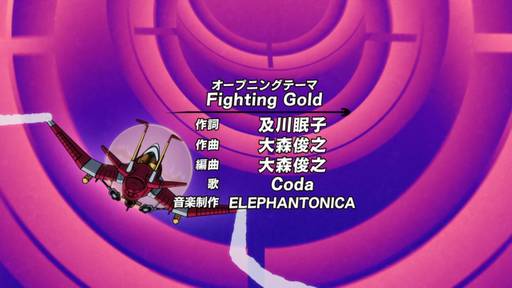 オープニングテーマ
Fighting Gold
作詞 及川眠子
作曲 大森俊之
編曲 大森俊之
歌 Coda
音楽制作 ELEPHANTONICA